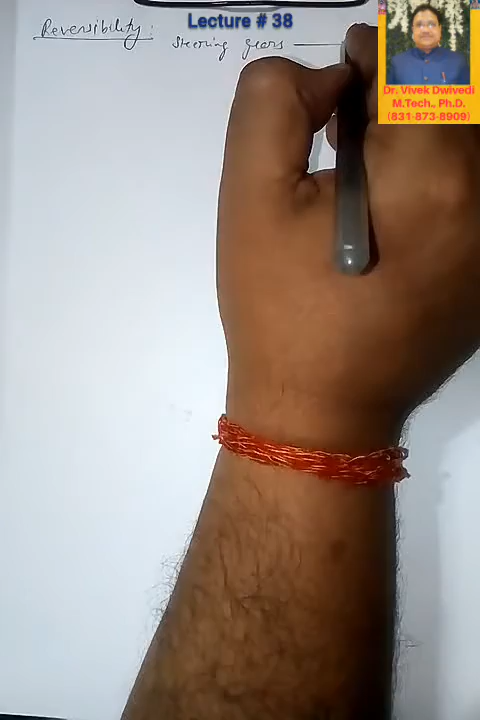 Lecture # 38
Reversibility :
Steering gears
Dr. Vivek Dwivedi
M.Tech., Ph.D.
(831-873-8909)